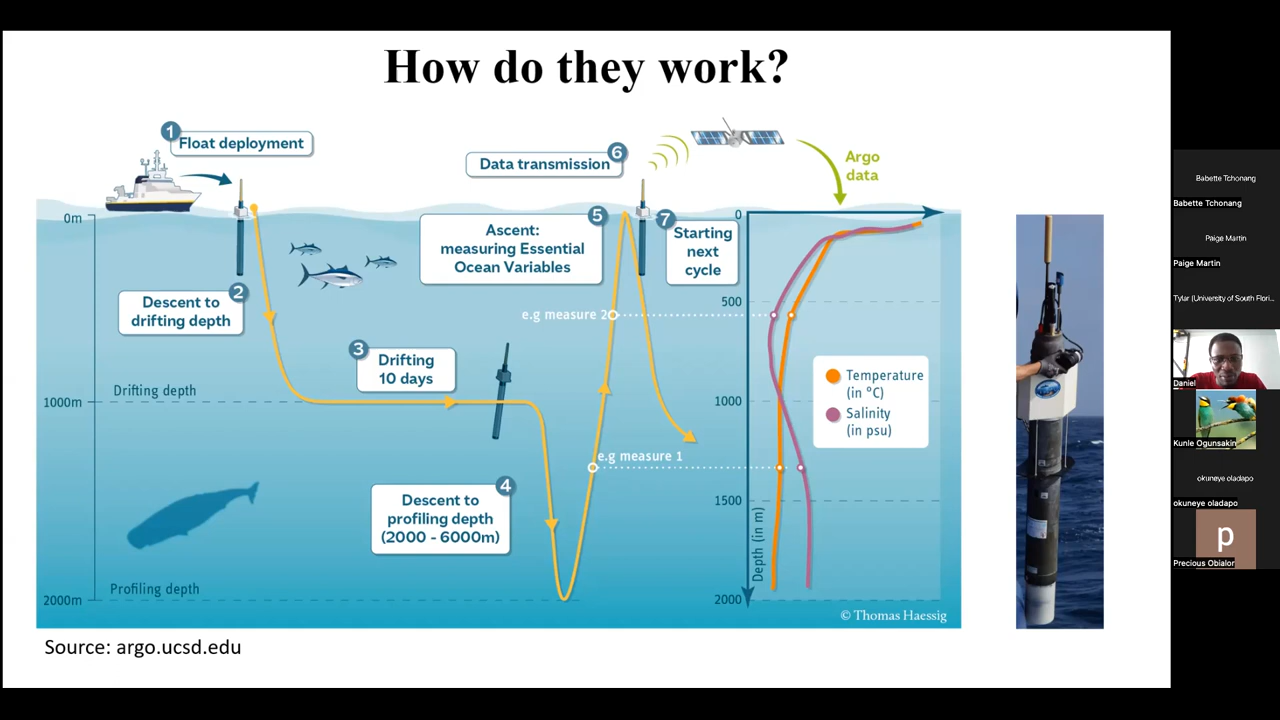 How do they work?
1
Float deployment
Data transmission
6
Argo
data
0m
2
Descent to
drifting depth
Ascent:
measuring Essential
Ocean Variables
5
7
Starting
next
cycle
e.g measure 2
3
Drifting
10 days
Drifting depth
1000m
e.g measure 1
4
Descent to
profiling depth
(2000 - 6000m)
Profiling depth
2000m
0
500
1000
1500
2000
Depth (in m)
Temperature
(in °C)
Salinity
(in psu)
© Thomas Haessig
Source: argo.ucsd.edu
Babette Tchonang
Babette Tchonang
Paige Martin
Paige Martin
Tylar (University of South Flori...
Daniel
Kunle Ogunsakin
okuneye oladapo
okuneye oladapo
p
Precious Obialor